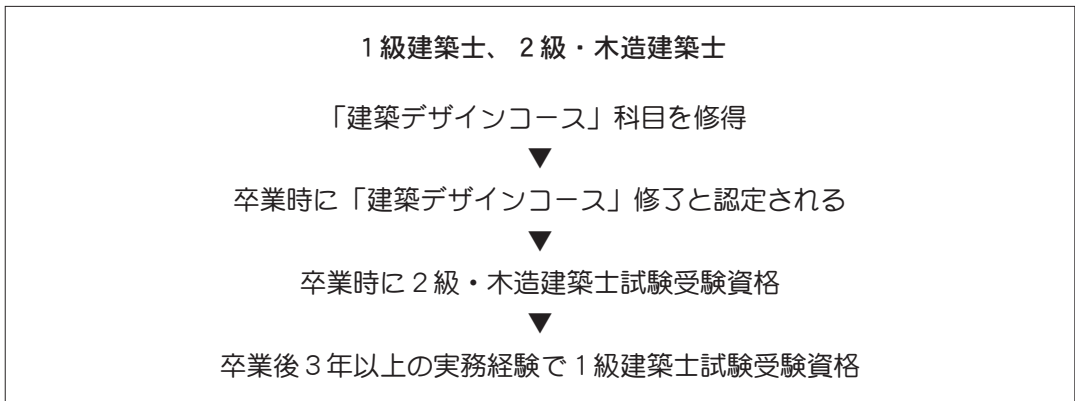 1級建築士、2級・木造建築士
「建築デザインコース」科目を修得
▼
卒業時に「建築デザインコース」修了と認定される
▼
卒業時に2級・木造建築士試験受験資格
▼
卒業後3年以上の実務経験で1級建築士試験受験資格